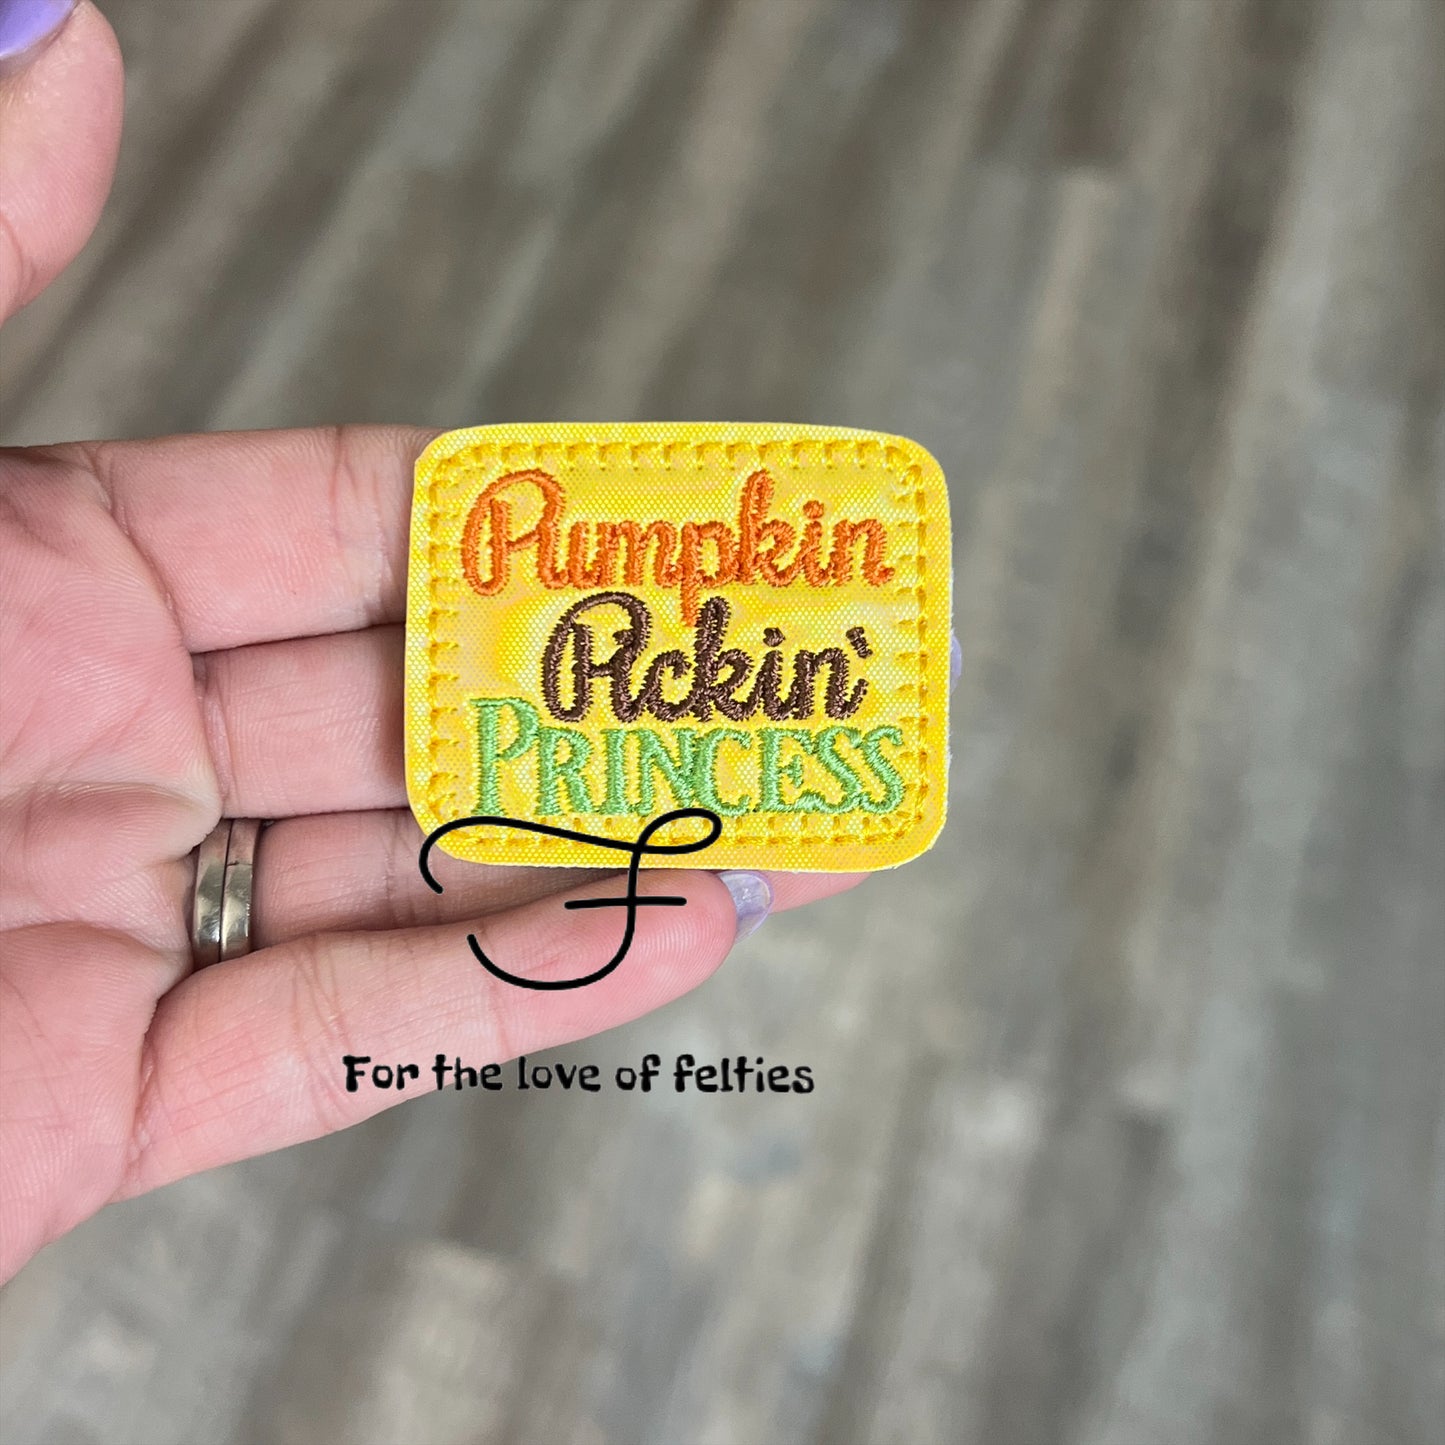 Pumpkin
Pickin'
PRINCESS
F
For the love of felties